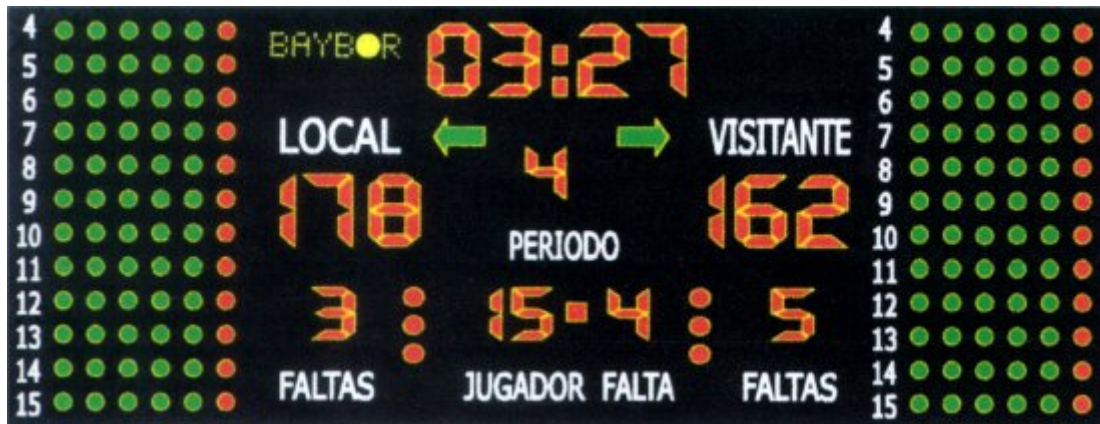 BAYBOR 03:27
LOCAL VISITANTE
4
178 162
PERIODO
3 15 4 5
FALTAS JUGADOR FALTA FALTAS
4 4
5 5
6 6
7 7
8 8
9 9
10 10
11 11
12 12
13 13
14 14
15 15